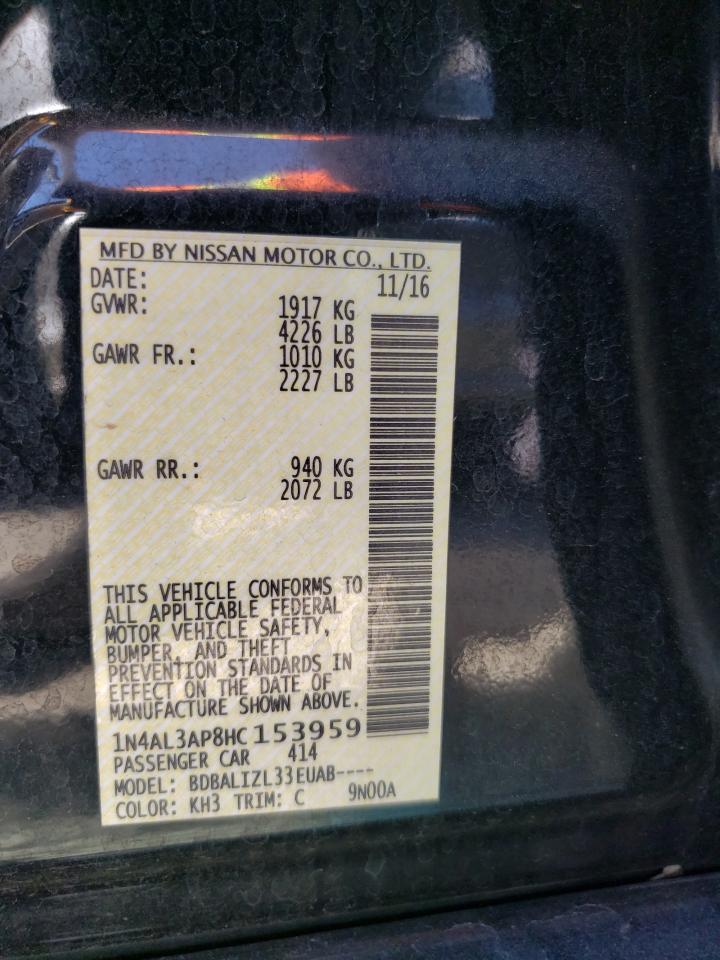 MFD BY NISSAN MOTOR CO., LTD.
DATE: 11/16
GVWR: 1917 KG
4226 LB
GAWR FR.: 1010 KG
2227 LB
GAWR RR.: 940 KG
2072 LB
THIS VEHICLE CONFORMS TO
ALL APPLICABLE FEDERAL
MOTOR VEHICLE SAFETY,
BUMPER, AND THEFT
PREVENTION STANDARDS IN
EFFECT ON THE DATE OF
MANUFACTURE SHOWN ABOVE.
1N4AL3AP8HC153959
PASSENGER CAR 414
MODEL: BDBALIZL33EUAB----
COLOR: KH3 TRIM: C 9N00A